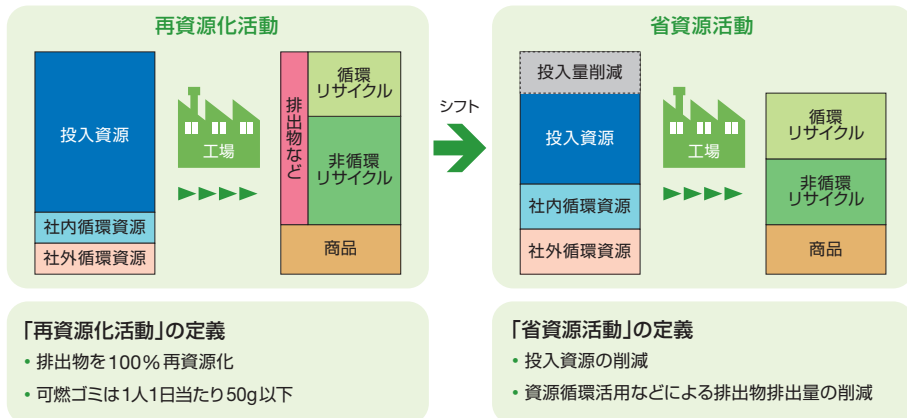 再資源化活動
投入資源
社内循環資源
社外循環資源
工場
排出物など
循環
リサイクル
非循環
リサイクル
商品
シフト
省資源活動
投入量削減
投入資源
社内循環資源
社外循環資源
工場
循環
リサイクル
非循環
リサイクル
商品
「再資源化活動」の定義
・排出物を100%再資源化
・可燃ゴミは1人1日当たり50g以下
「省資源活動」の定義
・投入資源の削減
・資源循環活用などによる排出物排出量の削減